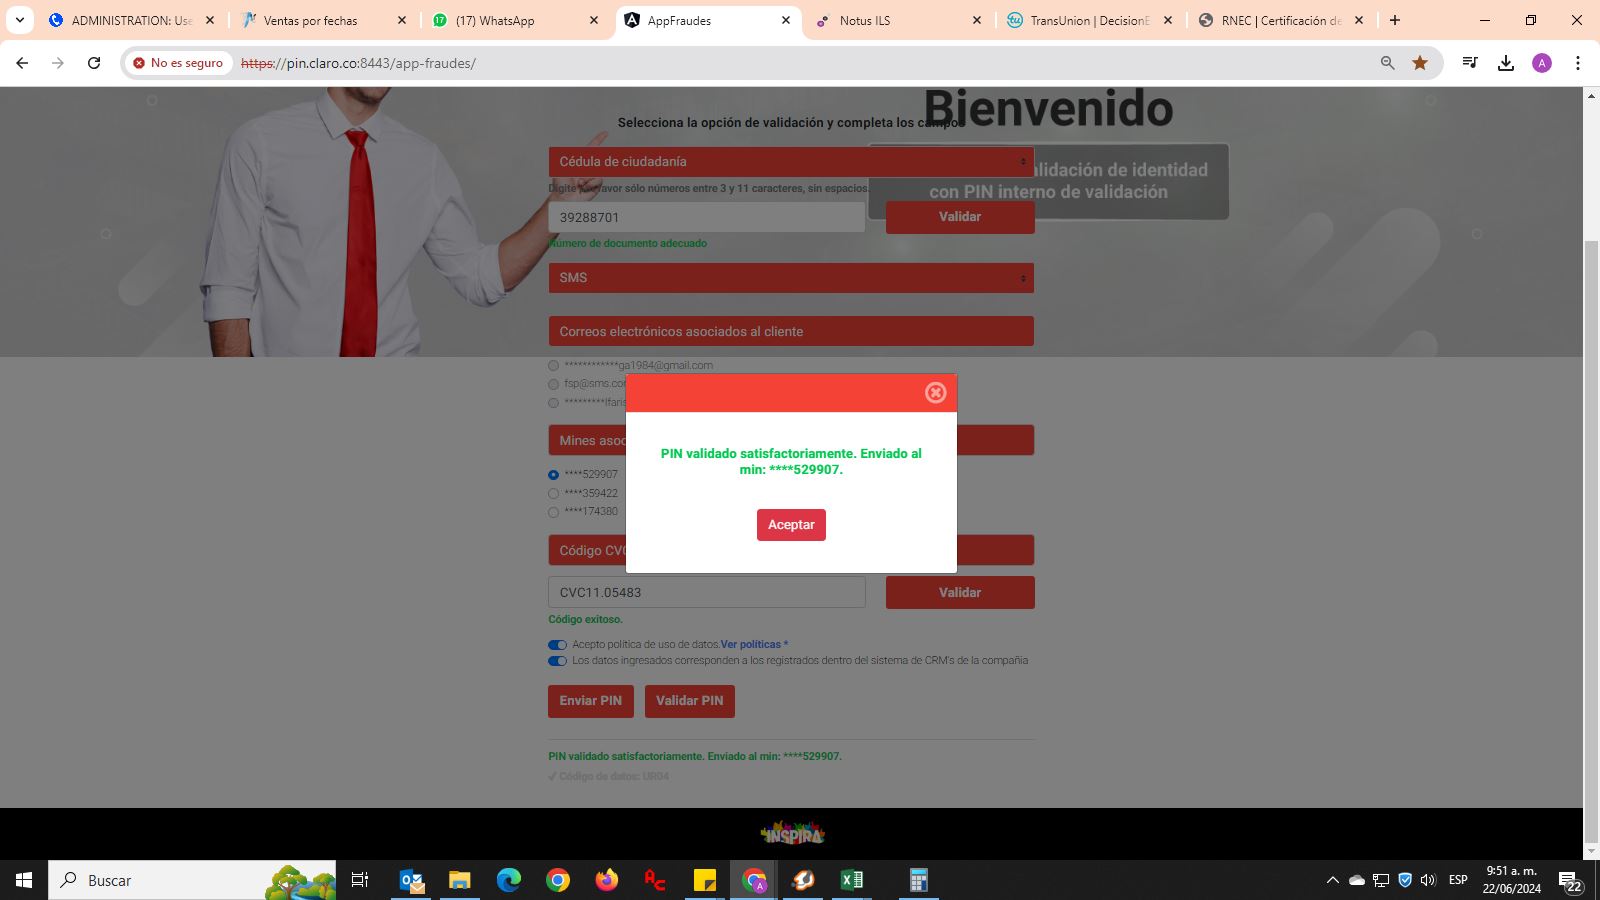 ADMINISTRATION: Use
Ventas por fechas
(17) WhatsApp
AppFraudes
Notus ILS
TransUnion | DecisionE
RNEC | Certificación de
No es seguro
https://pin.claro.co:8443/app-fraudes/
A
Bienvenido
Selecciona la opción de validación y completa los campos
Cédula de ciudadanía
lidación de identidad
con PIN interno de validación
Digite por favor sólo números entre 3 y 11 caracteres, sin espacios.
39288701
Validar
Número de documento adecuado
SMS
Correos electrónicos asociados al cliente
************ga1984@gmail.com
fsp@sms.co
*********lfaris
Mines asoc
****529907
****359422
****174380
PIN validado satisfactoriamente. Enviado al
min: ****529907.
Aceptar
Código CVC
CVC11.05483
Validar
Código exitoso.
Acepto política de uso de datos.Ver políticas *
Los datos ingresados corresponden a los registrados dentro del sistema de CRM's de la compañia
Enviar PIN
Validar PIN
PIN validado satisfactoriamente. Enviado al min: ****529907.
✓ Código de datos: UR04
INSPIRA
Buscar
ESP
9:51 a. m.
22/06/2024
22